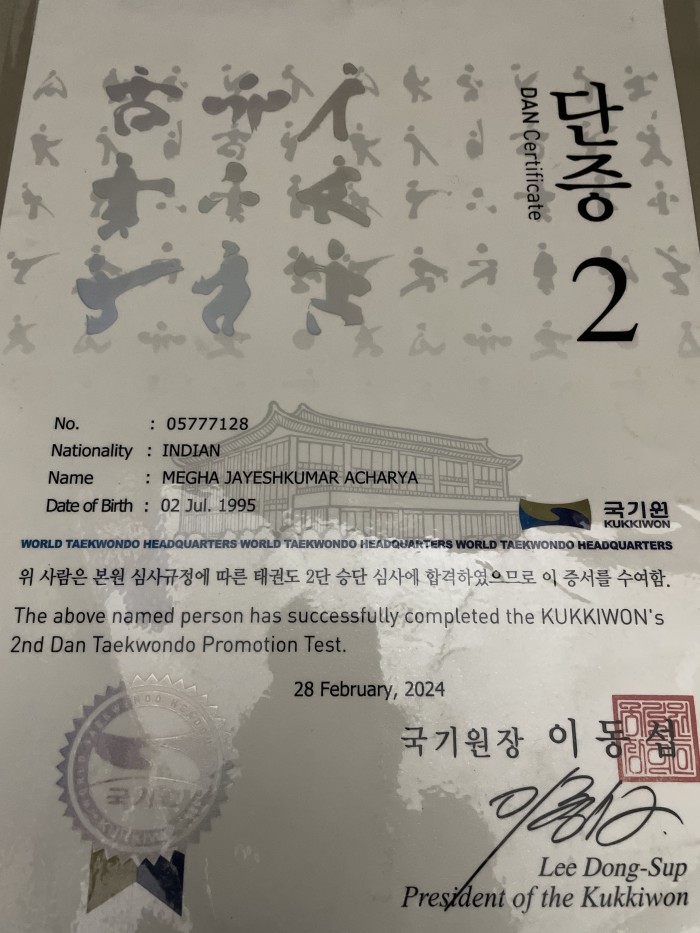 단증
DAN Certificate
2
No. : 05777128
Nationality : INDIAN
Name : MEGHA JAYESHKUMAR ACHARYA
Date of Birth : 02 Jul. 1995
국기원
KUKKIWON
WORLD TAEKWONDO HEADQUARTERS WORLD TAEKWONDO HEADQUARTERS WORLD TAEKWONDO HEADQUARTERS
위 사람은 본원 심사규정에 따른 태권도 2단 승단 심사에 합격하였으므로 이 증서를 수여함.
The above named person has successfully completed the KUKKIWON's
2nd Dan Taekwondo Promotion Test.
28 February, 2024
국기원장 이동섭
국기원
Lee Dong-Sup
President of the Kukkiwon